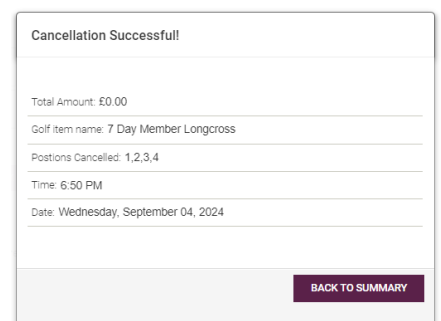 Cancellation Successful!
Total Amount: £0.00
Golf item name: 7 Day Member Longcross
Postions Cancelled: 1,2,3,4
Time: 6:50 PM
Date: Wednesday, September 04, 2024
BACK TO SUMMARY